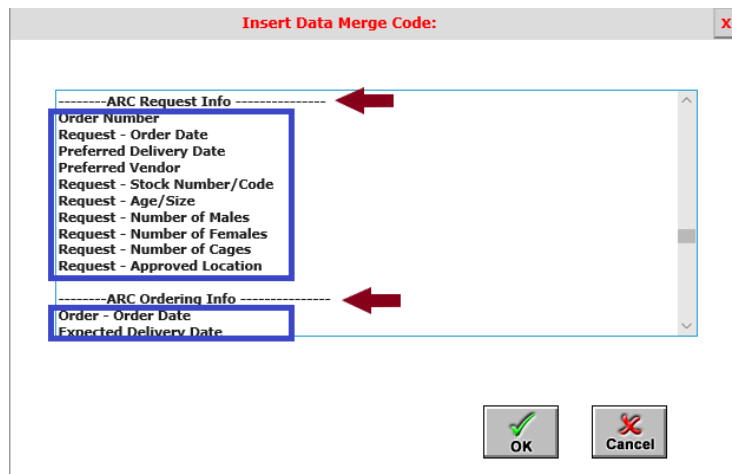 Insert Data Merge Code:
X
--------ARC Request Info ---------------
Order Number
Request - Order Date
Preferred Delivery Date
Preferred Vendor
Request - Stock Number/Code
Request - Age/Size
Request - Number of Males
Request - Number of Females
Request - Number of Cages
Request - Approved Location
--------ARC Ordering Info ---------------
Order - Order Date
Expected Delivery Date
OK
Cancel